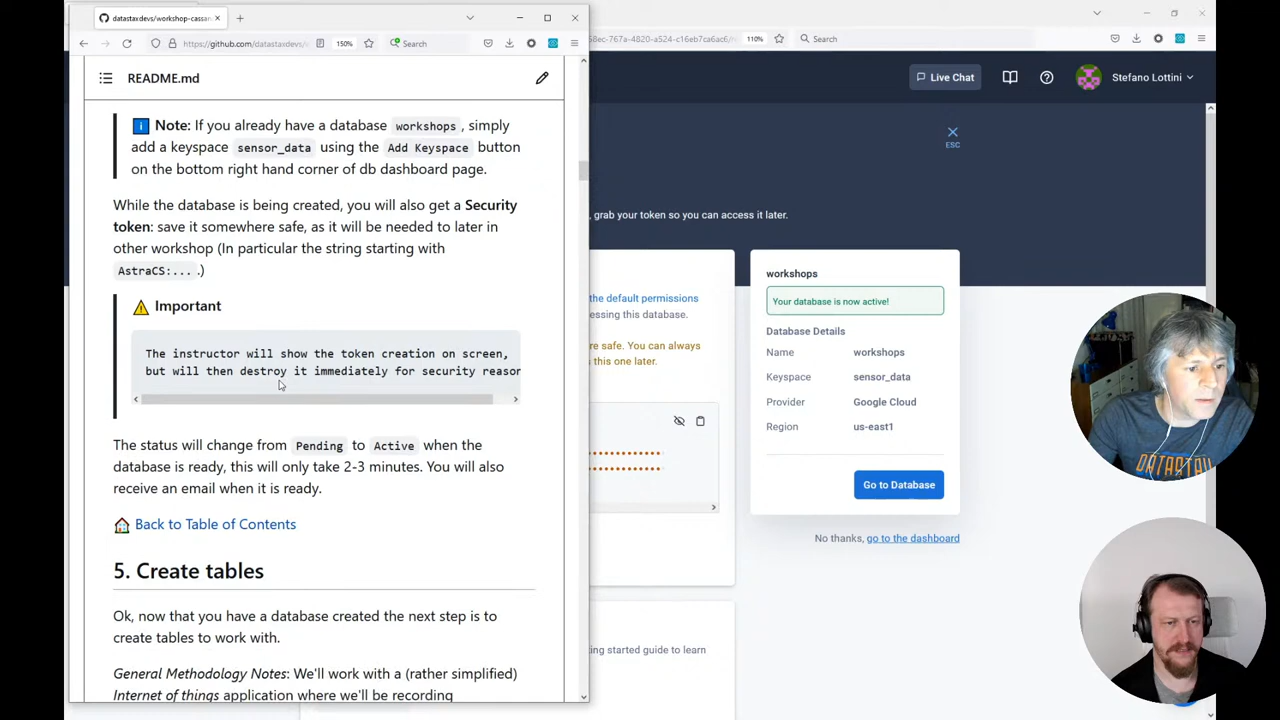 datastaxdevs/workshop-cassan
https://github.com/datastaxdevs/
150%
Search
58ec-767a-4820-a524-c16eb7ca6ac6/
110%
Search
README.md
Live Chat
Stefano Lottini
Note: If you already have a database workshops , simply
add a keyspace sensor_data using the Add Keyspace button
on the bottom right hand corner of db dashboard page.
While the database is being created, you will also get a Security
token: save it somewhere safe, as it will be needed to later in
other workshop (In particular the string starting with
AstraCS:... .)
Important
The instructor will show the token creation on screen,
but will then destroy it immediately for security reason
The status will change from Pending to Active when the
database is ready, this will only take 2-3 minutes. You will also
receive an email when it is ready.
Back to Table of Contents
5. Create tables
Ok, now that you have a database created the next step is to
create tables to work with.
General Methodology Notes: We'll work with a (rather simplified)
Internet of things application where we'll be recording
ESC
, grab your token so you can access it later.
the default permissions
essing this database.
re safe. You can always
s this one later.
workshops
Your database is now active!
Database Details
Name workshops
Keyspace sensor_data
Provider Google Cloud
Region us-east1
Go to Database
No thanks, go to the dashboard
king started guide to learn
DATASTAX